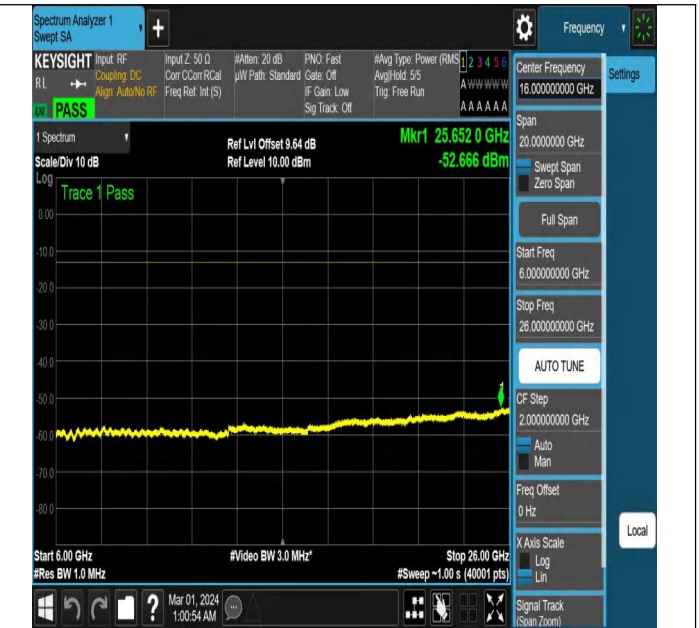 Spectrum Analyzer 1
Swept SA
+
Frequency
KEYSIGHT
RL
PASS
Input: RF
Coupling: DC
Align: Auto/No RF
Input Z: 50 Ω
Corr CCorr RCal
Freq Ref: Int (S)
#Atten: 20 dB
µW Path: Standard
PNO: Fast
Gate: Off
IF Gain: Low
Sig Track: Off
#Avg Type: Power (RMS
Avg|Hold: 5/5
Trig: Free Run
1 2 3 4 5 6
A W W W W W
A A A A A A
1 Spectrum
Scale/Div 10 dB
Log
Ref Lvl Offset 9.64 dB
Ref Level 10.00 dBm
Mkr1 25.652 0 GHz
-52.666 dBm
Trace 1 Pass
0.00
-10.0
-20.0
-30.0
-40.0
-50.0
-60.0
-70.0
-80.0
Start 6.00 GHz
#Res BW 1.0 MHz
#Video BW 3.0 MHz*
Stop 26.00 GHz
#Sweep ~1.00 s (40001 pts)
?
Mar 01, 2024
1:00:54 AM
Center Frequency
16.000000000 GHz
Settings
Span
20.0000000 GHz
Swept Span
Zero Span
Full Span
Start Freq
6.000000000 GHz
Stop Freq
26.000000000 GHz
AUTO TUNE
CF Step
2.000000000 GHz
Auto
Man
Freq Offset
0 Hz
X Axis Scale
Log
Lin
Local
Signal Track
(Span Zoom)